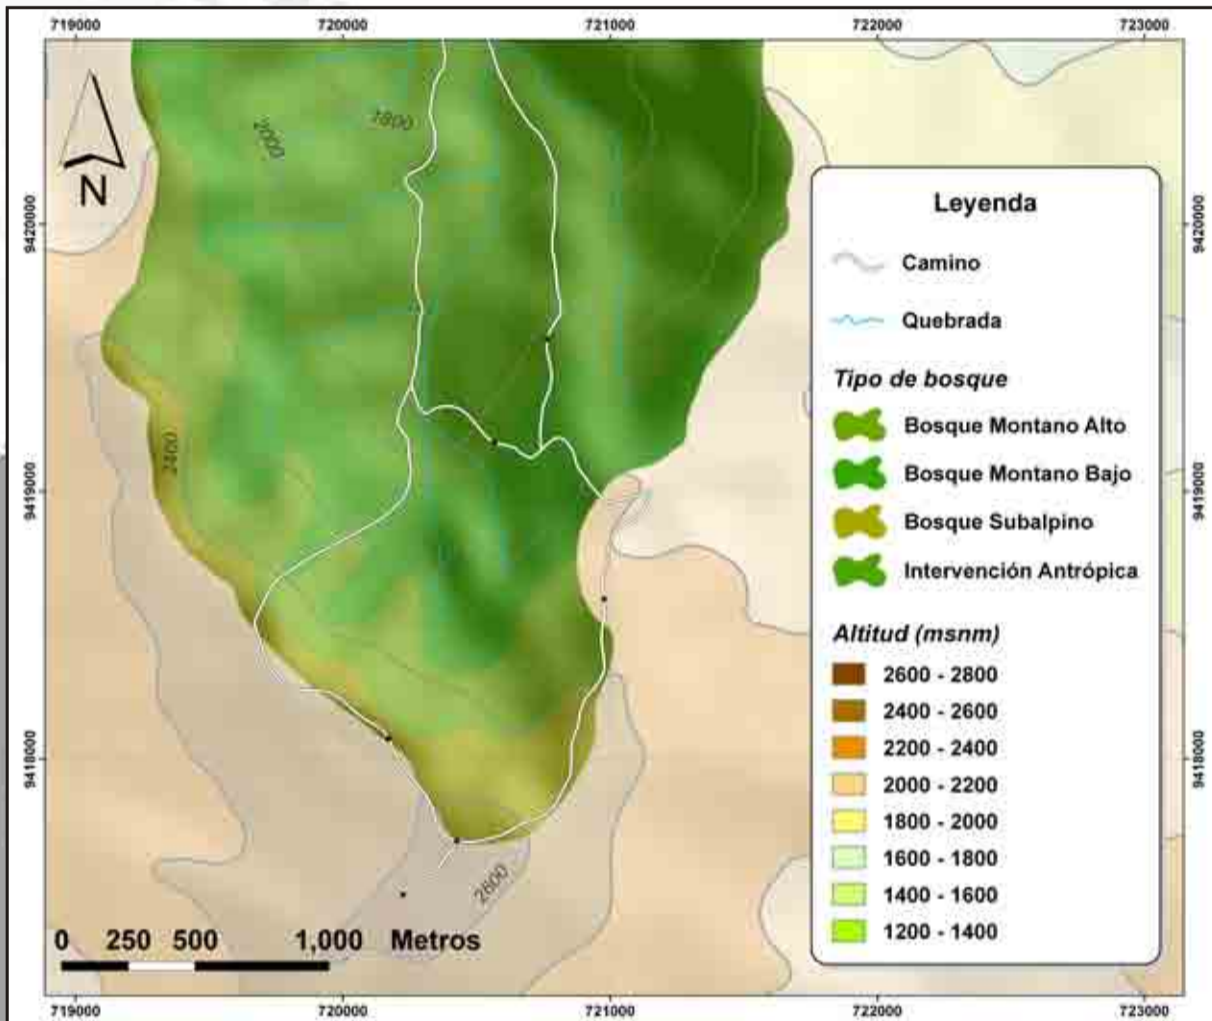 719000 720000 721000 722000 723000
9420000 9420000
9419000 9419000
9418000 9418000
N
2000
1800
2400
2600
Leyenda
Camino
Quebrada
Tipo de bosque
Bosque Montano Alto
Bosque Montano Bajo
Bosque Subalpino
Intervención Antrópica
Altitud (msnm)
2600 - 2800
2400 - 2600
2200 - 2400
2000 - 2200
1800 - 2000
1600 - 1800
1400 - 1600
1200 - 1400
0 250 500 1,000 Metros
719000 720000 721000 722000 723000